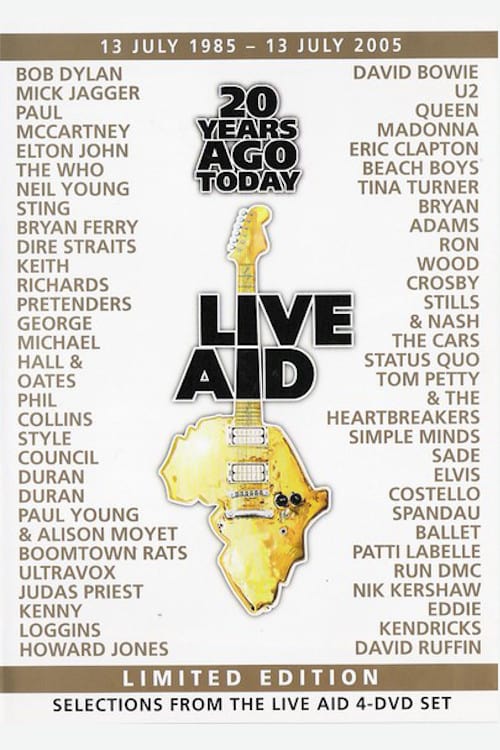 13 JULY 1985 – 13 JULY 2005
BOB DYLAN
MICK JAGGER
PAUL
MCCARTNEY
ELTON JOHN
THE WHO
NEIL YOUNG
STING
BRYAN FERRY
DIRE STRAITS
KEITH
RICHARDS
PRETENDERS
GEORGE
MICHAEL
HALL &
OATES
PHIL
COLLINS
STYLE
COUNCIL
DURAN
DURAN
PAUL YOUNG
& ALISON MOYET
BOOMTOWN RATS
ULTRAVOX
JUDAS PRIEST
KENNY
LOGGINS
HOWARD JONES
20
YEARS
AGO
TODAY
LIVE
AID
DAVID BOWIE
U2
QUEEN
MADONNA
ERIC CLAPTON
BEACH BOYS
TINA TURNER
BRYAN
ADAMS
RON
WOOD
CROSBY
STILLS
& NASH
THE CARS
STATUS QUO
TOM PETTY
& THE
HEARTBREAKERS
SIMPLE MINDS
SADE
ELVIS
COSTELLO
SPANDAU
BALLET
PATTI LABELLE
RUN DMC
NIK KERSHAW
EDDIE
KENDRICKS
DAVID RUFFIN
LIMITED EDITION
SELECTIONS FROM THE LIVE AID 4-DVD SET